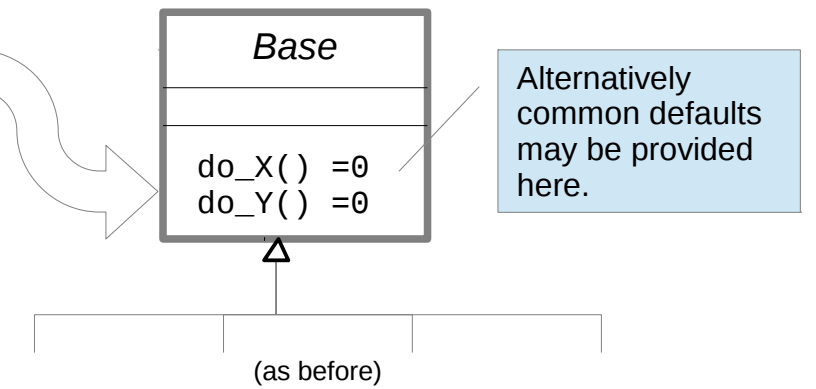 Base
do_X() =0
do_Y() =0
Alternatively
common defaults
may be provided
here.
(as before)